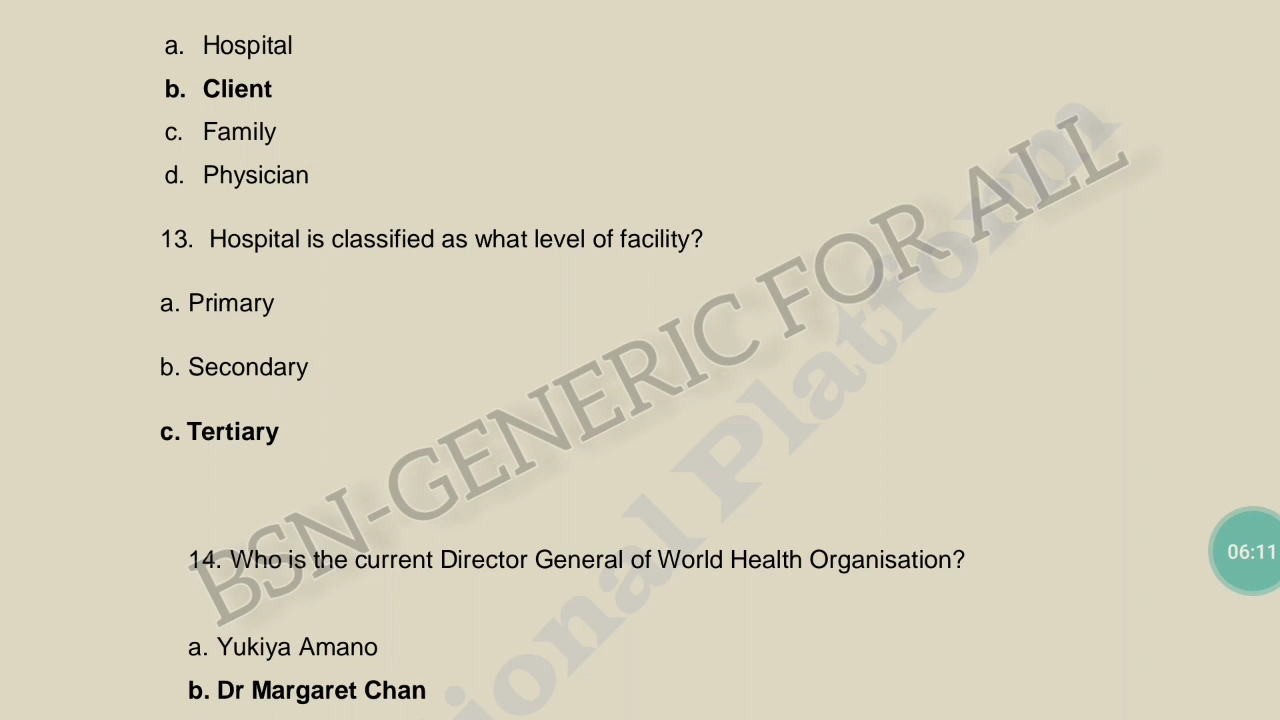 a. Hospital
b. Client
c. Family
d. Physician
13. Hospital is classified as what level of facility?
a. Primary
b. Secondary
c. Tertiary
14. Who is the current Director General of World Health Organisation?
a. Yukiya Amano
b. Dr Margaret Chan
BSN-GENERIC FOR ALL
ional Platform
06:11